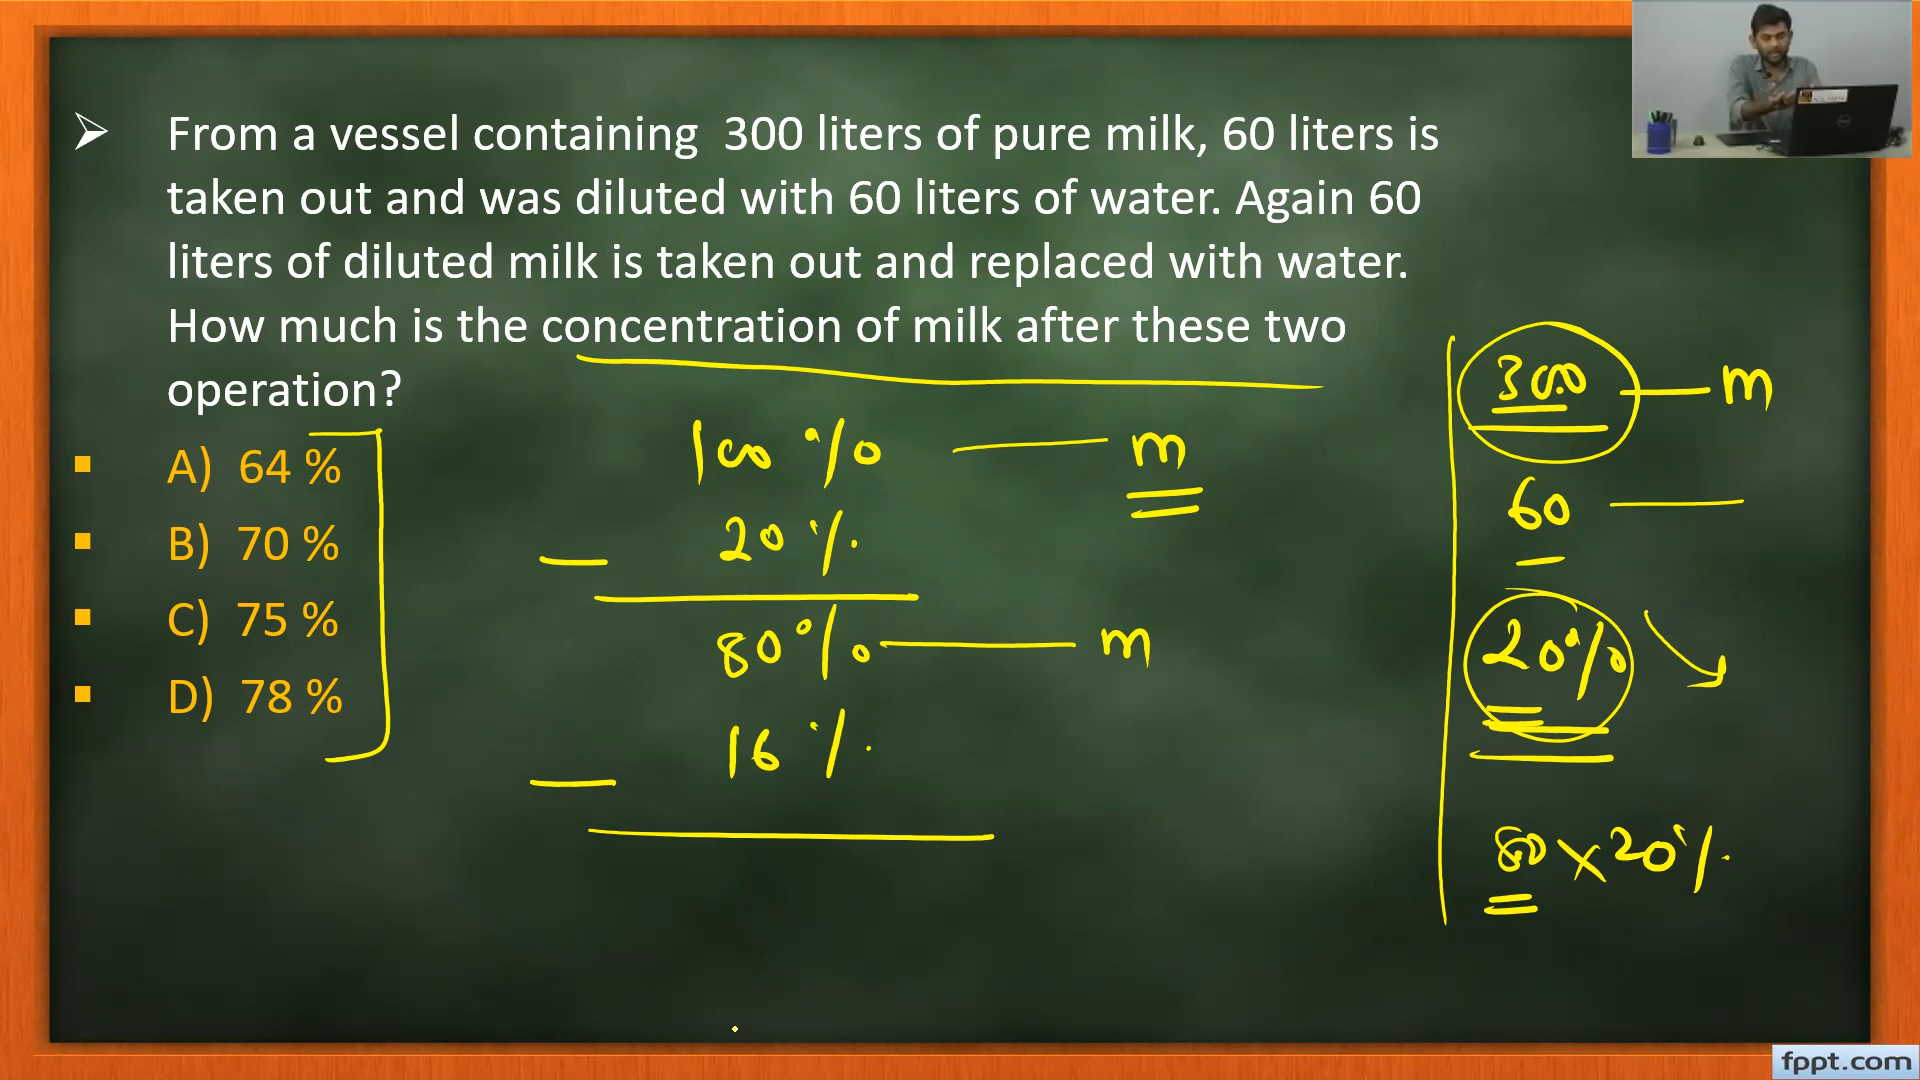 From a vessel containing 300 liters of pure milk, 60 liters is
taken out and was diluted with 60 liters of water. Again 60
liters of diluted milk is taken out and replaced with water.
How much is the concentration of milk after these two
operation?
A) 64 %
B) 70 %
C) 75 %
D) 78 %
100 % — m
20 %
80 % — m
16 %
300 — m
60 —
20 %
80 × 20 %
fppt.com